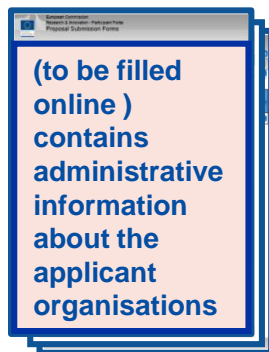 European Commission
Research & Innovation - Participant Portal
Proposal Submission Forms
(to be filled
online )
contains
administrative
information
about the
applicant
organisations